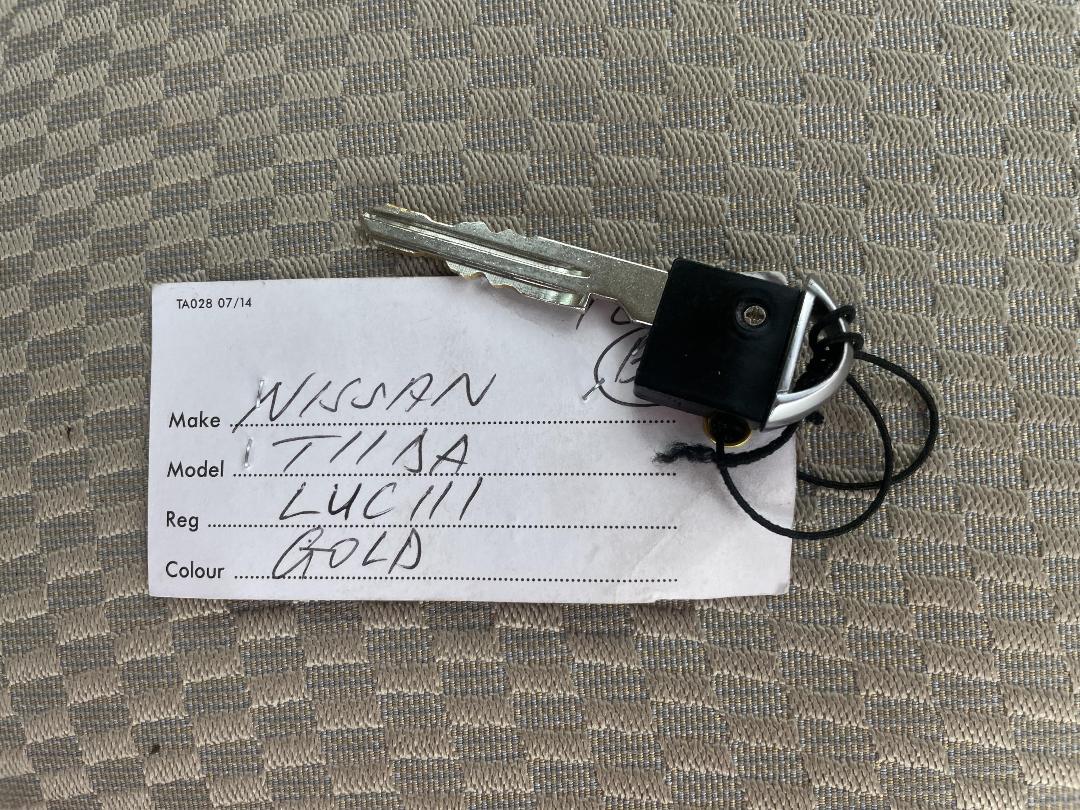 TA028 07/14
Make NISSAN
Model TIIDA
Reg LUC111
Colour GOLD